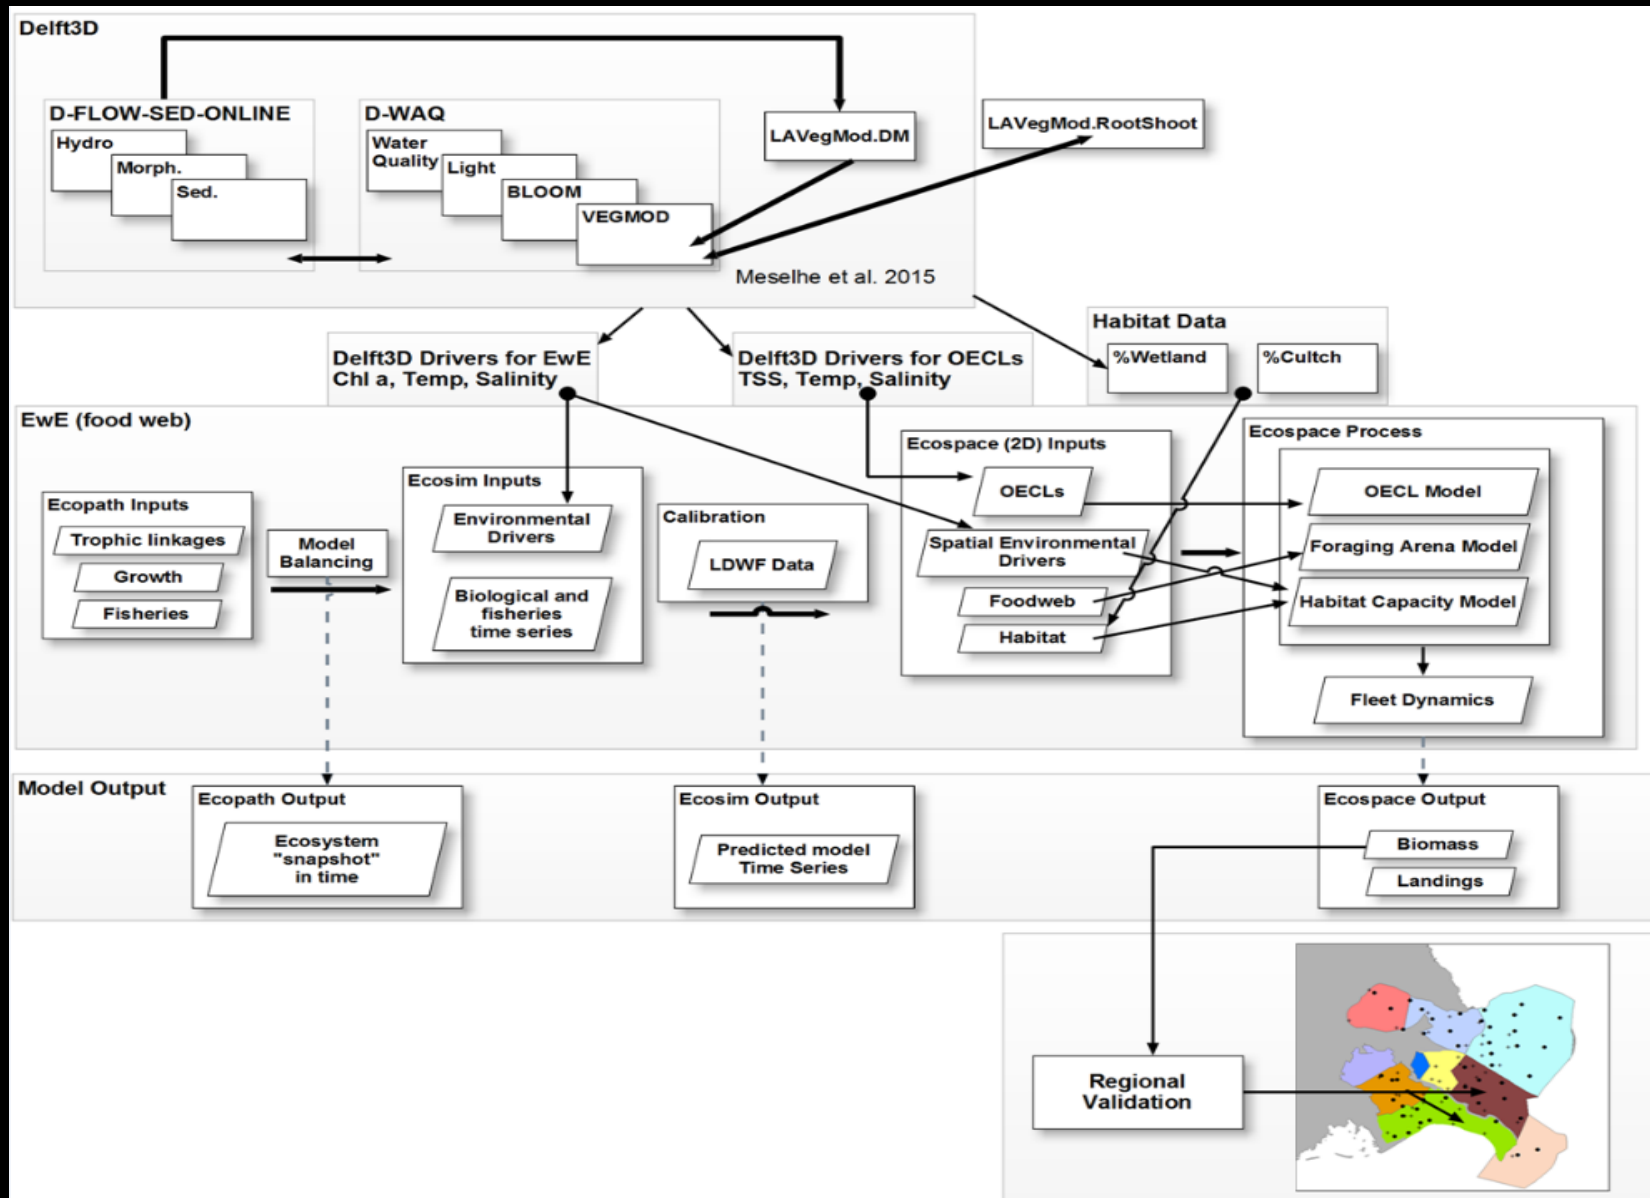 Delft3D
D-FLOW-SED-ONLINE
Hydro
Morph.
Sed.
D-WAQ
Water
Quality
Light
BLOOM
VEGMOD
LAVegMod.DM
LAVegMod.RootShoot
Meselhe et al. 2015
Delft3D Drivers for EwE
Chl a, Temp, Salinity
Delft3D Drivers for OECLs
TSS, Temp, Salinity
Habitat Data
%Wetland
%Cultch
EwE (food web)
Ecopath Inputs
Trophic linkages
Growth
Fisheries
Model
Balancing
Ecosim Inputs
Environmental
Drivers
Biological and
fisheries
time series
Calibration
LDWF Data
Ecospace (2D) Inputs
OECLs
Spatial Environmental
Drivers
Foodweb
Habitat
Ecospace Process
OECL Model
Foraging Arena Model
Habitat Capacity Model
Fleet Dynamics
Model Output
Ecopath Output
Ecosystem
"snapshot"
in time
Ecosim Output
Predicted model
Time Series
Ecospace Output
Biomass
Landings
Regional
Validation